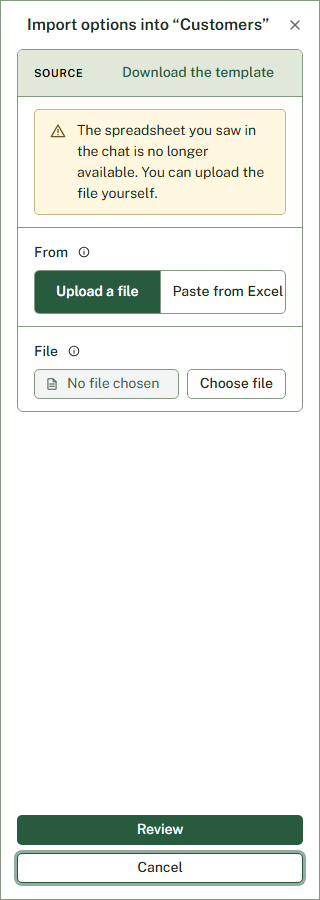 Import options into “Customers”
SOURCE
Download the template
The spreadsheet you saw in
the chat is no longer
available. You can upload the
file yourself.
From
Upload a file
Paste from Excel
File
No file chosen
Choose file
Review
Cancel